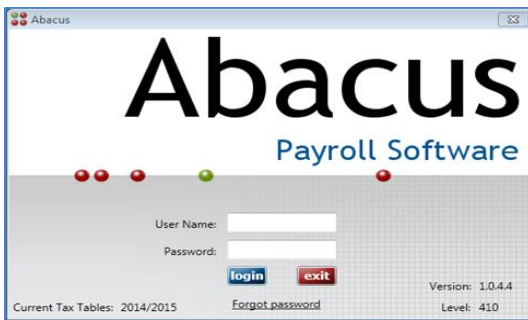 Abacus
Abacus
Payroll Software
User Name:
Password:
login exit
Version: 1.0.4.4
Current Tax Tables: 2014/2015 Forgot password Level: 410